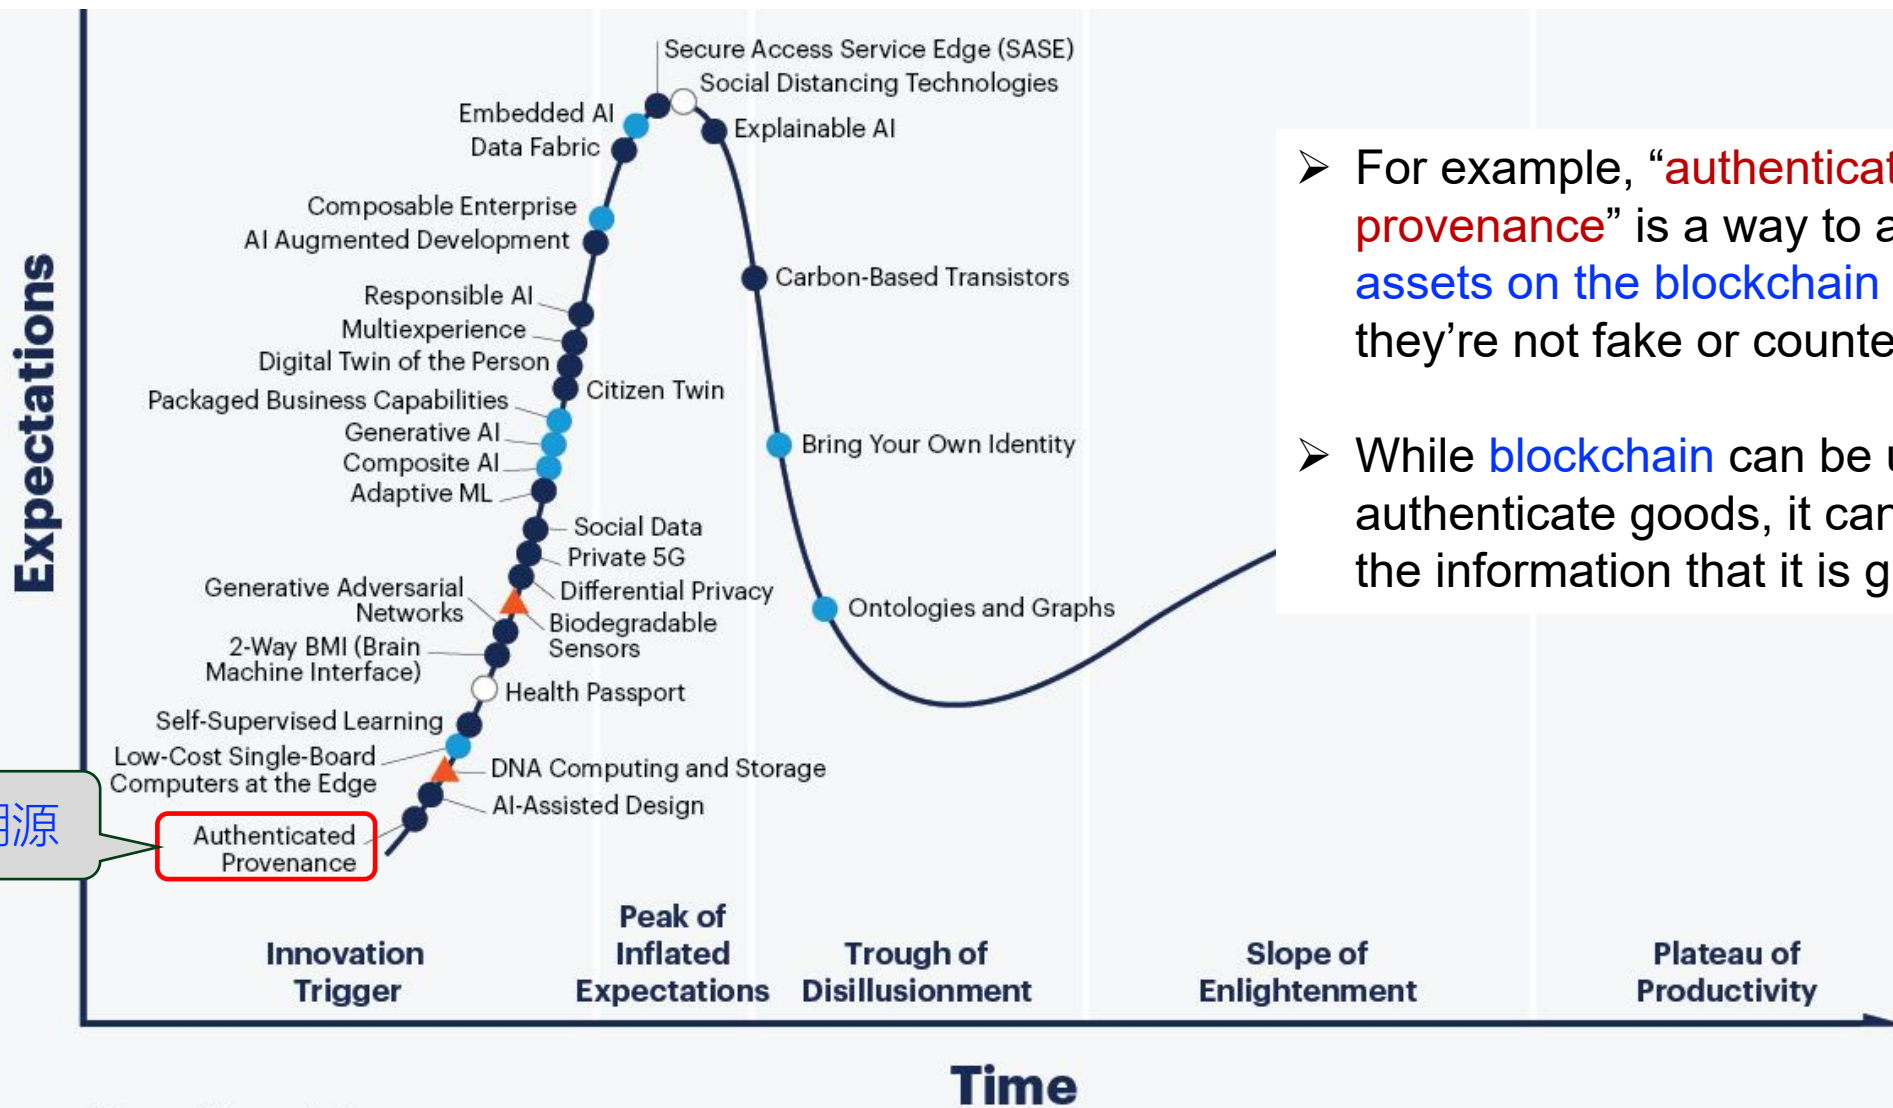 Expectations
Secure Access Service Edge (SASE)
Social Distancing Technologies
Embedded AI
Data Fabric
Explainable AI
Composable Enterprise
AI Augmented Development
Carbon-Based Transistors
Responsible AI
Multiexperience
Digital Twin of the Person
Citizen Twin
Packaged Business Capabilities
Generative AI
Composite AI
Adaptive ML
Bring Your Own Identity
Social Data
Private 5G
Differential Privacy
Biodegradable
Sensors
Generative Adversarial
Networks
2-Way BMI (Brain
Machine Interface)
Ontologies and Graphs
Health Passport
Self-Supervised Learning
Low-Cost Single-Board
Computers at the Edge
DNA Computing and Storage
AI-Assisted Design
Authenticated
Provenance
源
➢ For example, “
provenance” is a way to
assets on the blockchain
they’re not fake or
➢ While blockchain can be
authenticate goods, it
the information that it is
Innovation
Trigger
Peak of
Inflated
Expectations
Trough of
Disillusionment
Slope of
Enlightenment
Plateau of
Productivity
Time